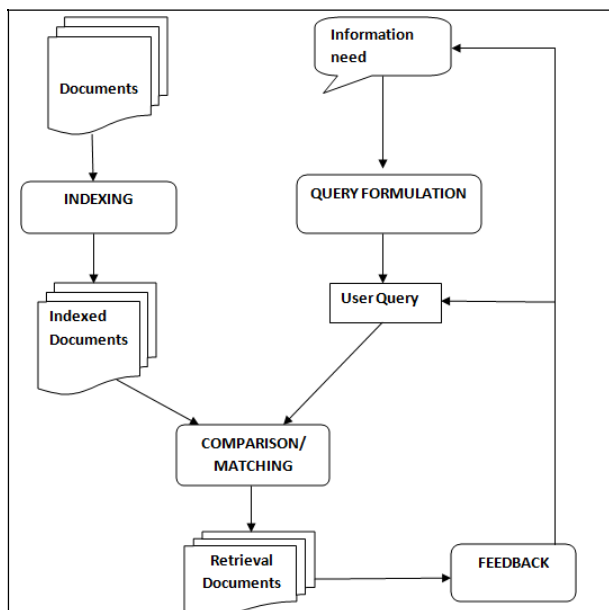 Documents
Information
need
INDEXING
QUERY FORMULATION
Indexed
Documents
User Query
COMPARISON/
MATCHING
Retrieval
Documents
FEEDBACK